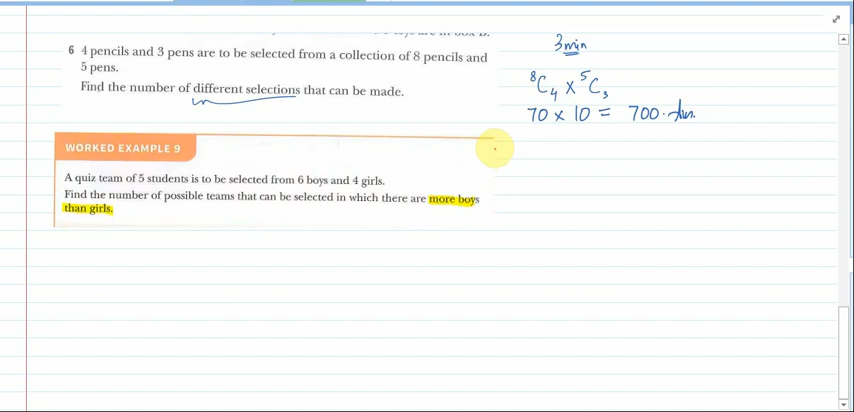 3 min
6 4 pencils and 3 pens are to be selected from a collection of 8 pencils and
5 pens.
Find the number of different selections that can be made.
⁸C₄ × ⁵C₃
70 × 10 = 700. Ans.
WORKED EXAMPLE 9
A quiz team of 5 students is to be selected from 6 boys and 4 girls.
Find the number of possible teams that can be selected in which there are more boys
than girls.